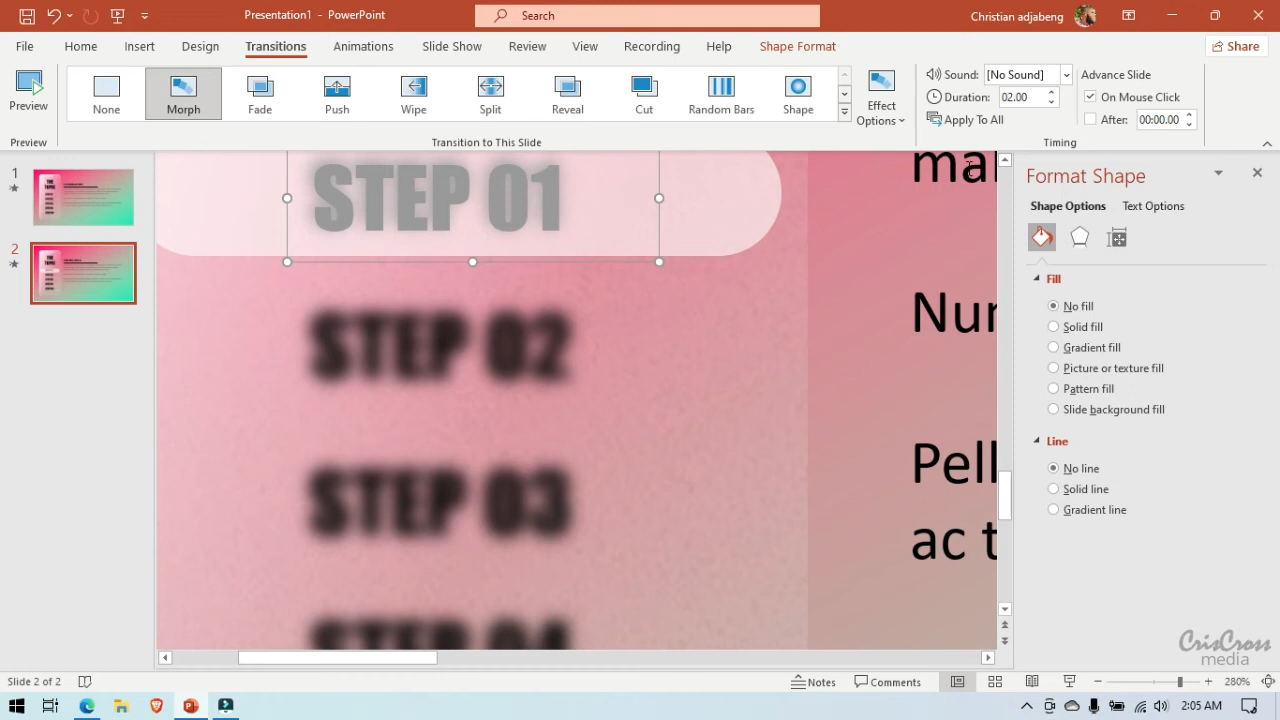 Presentation1 - PowerPoint
Search
Christian adjabeng
File Home Insert Design Transitions Animations Slide Show Review View Recording Help Shape Format
Share
Preview None Morph Fade Push Wipe Split Reveal Cut Random Bars Shape
Effect Options
Sound: [No Sound]
Duration: 02.00
Apply To All
Advance Slide
On Mouse Click
After: 00:00.00
Preview Transition to This Slide Timing
1
2
STEP 01
STEP 02
STEP 03
STEP 04
Nur
Pell
ac t
Format Shape
Shape Options Text Options
Fill
No fill
Solid fill
Gradient fill
Picture or texture fill
Pattern fill
Slide background fill
Line
No line
Solid line
Gradient line
CrisCross
media
Slide 2 of 2 Notes Comments 280%
2:05 AM